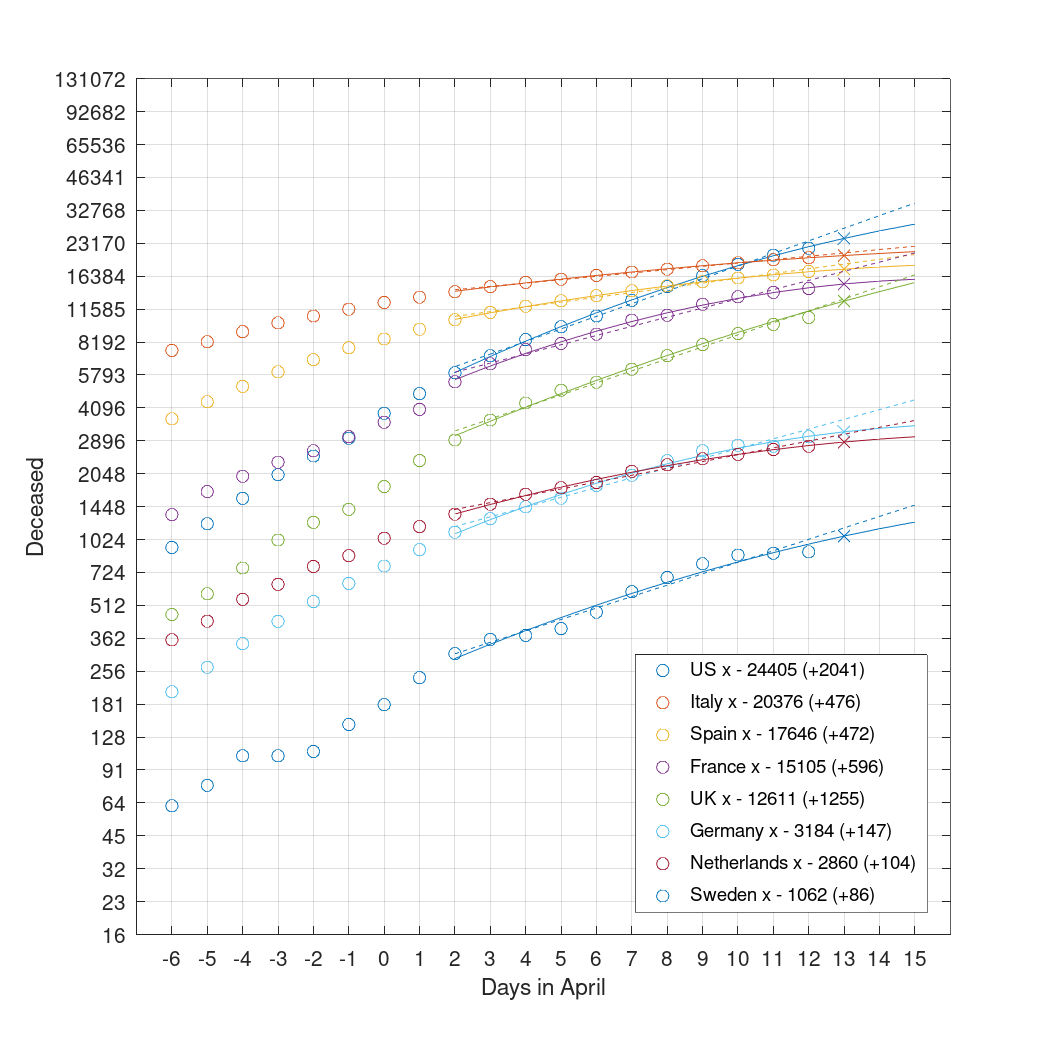 131072
92682
65536
46341
32768
23170
16384
11585
8192
5793
4096
2896
2048
1448
1024
724
512
362
256
181
128
91
64
45
32
23
16
Deceased
US x - 24405 (+2041)
Italy x - 20376 (+476)
Spain x - 17646 (+472)
France x - 15105 (+596)
UK x - 12611 (+1255)
Germany x - 3184 (+147)
Netherlands x - 2860 (+104)
Sweden x - 1062 (+86)
-6 -5 -4 -3 -2 -1 0 1 2 3 4 5 6 7 8 9 10 11 12 13 14 15
Days in April